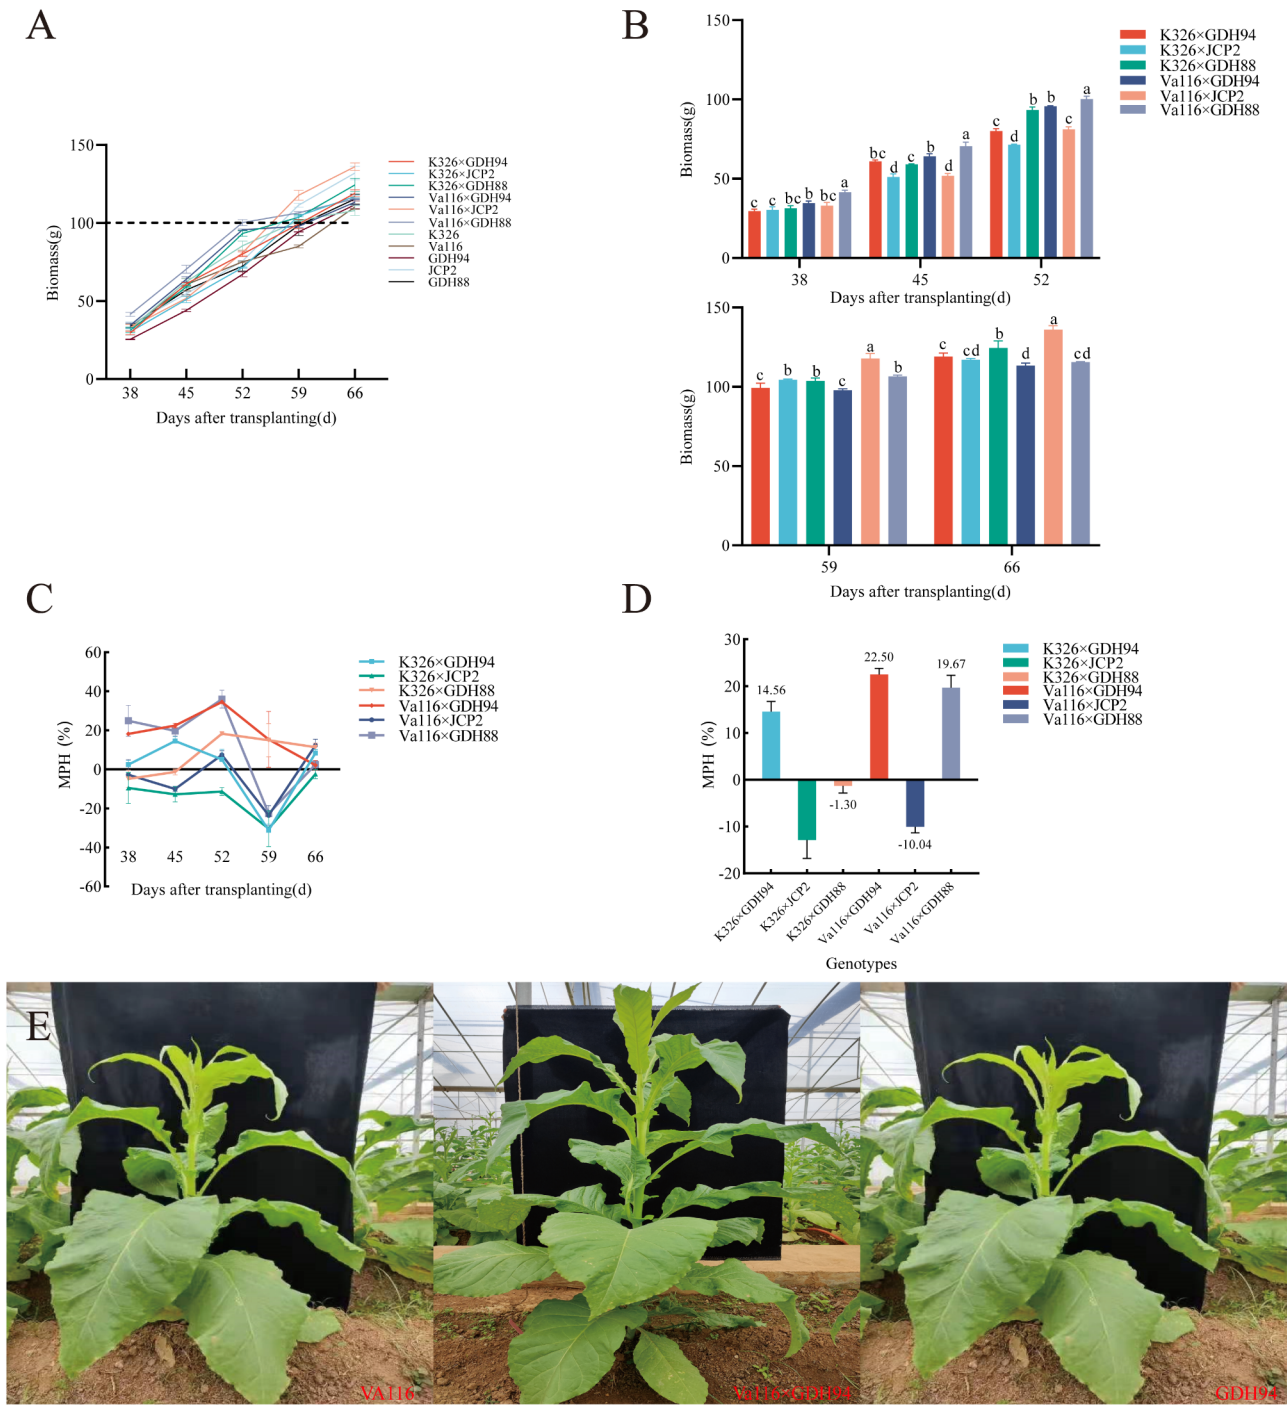 A
150
100
50
0
Biomass(g)
38 45 52 59 66
Days after transplanting(d)
K326×GDH94
K326×JCP2
K326×GDH88
Va116×GDH94
Va116×JCP2
Va116×GDH88
K326
Va116
GDH94
JCP2
GDH88
B
150
100
50
0
Biomass(g)
c c bc b bc a
bc d c b d a
c d b b c a
38 45 52
Days after transplanting(d)
K326×GDH94
K326×JCP2
K326×GDH88
Va116×GDH94
Va116×JCP2
Va116×GDH88
150
100
50
0
Biomass(g)
c b b c a b
c cd b d a cd
59 66
Days after transplanting(d)
C
60
40
20
0
-20
-40
-60
MPH (%)
38 45 52 59 66
Days after transplanting(d)
K326×GDH94
K326×JCP2
K326×GDH88
Va116×GDH94
Va116×JCP2
Va116×GDH88
D
30
20
10
0
-10
-20
MPH (%)
14.56
-1.30
22.50
-10.04
19.67
K326×GDH94
K326×JCP2
K326×GDH88
Va116×GDH94
Va116×JCP2
Va116×GDH88
Genotypes
K326×GDH94
K326×JCP2
K326×GDH88
Va116×GDH94
Va116×JCP2
Va116×GDH88
E
VA116
Va116×GDH94
GDH94